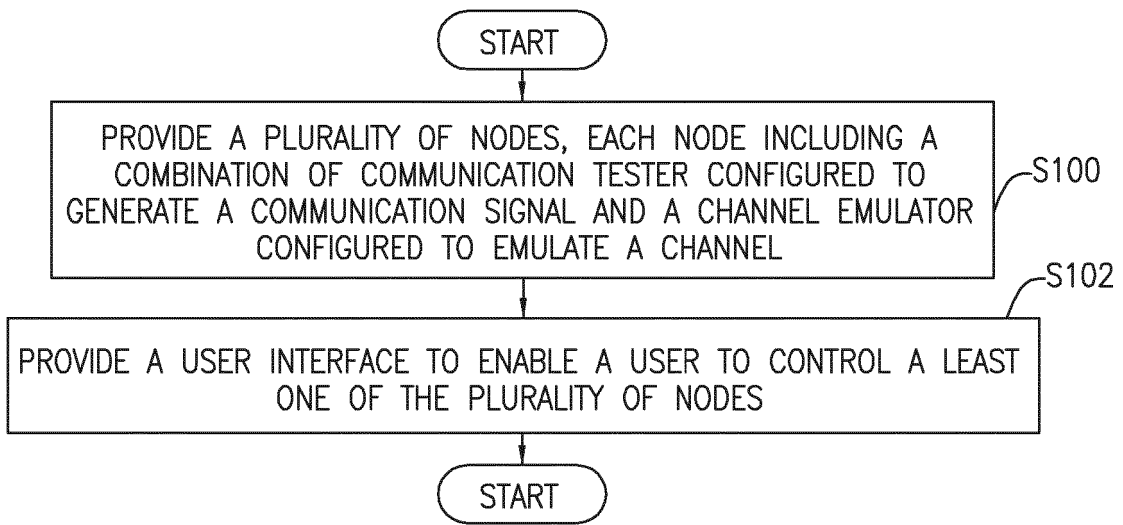 START
PROVIDE A PLURALITY OF NODES, EACH NODE INCLUDING A
COMBINATION OF COMMUNICATION TESTER CONFIGURED TO
GENERATE A COMMUNICATION SIGNAL AND A CHANNEL EMULATOR
CONFIGURED TO EMULATE A CHANNEL
S100
S102
PROVIDE A USER INTERFACE TO ENABLE A USER TO CONTROL A LEAST
ONE OF THE PLURALITY OF NODES
START